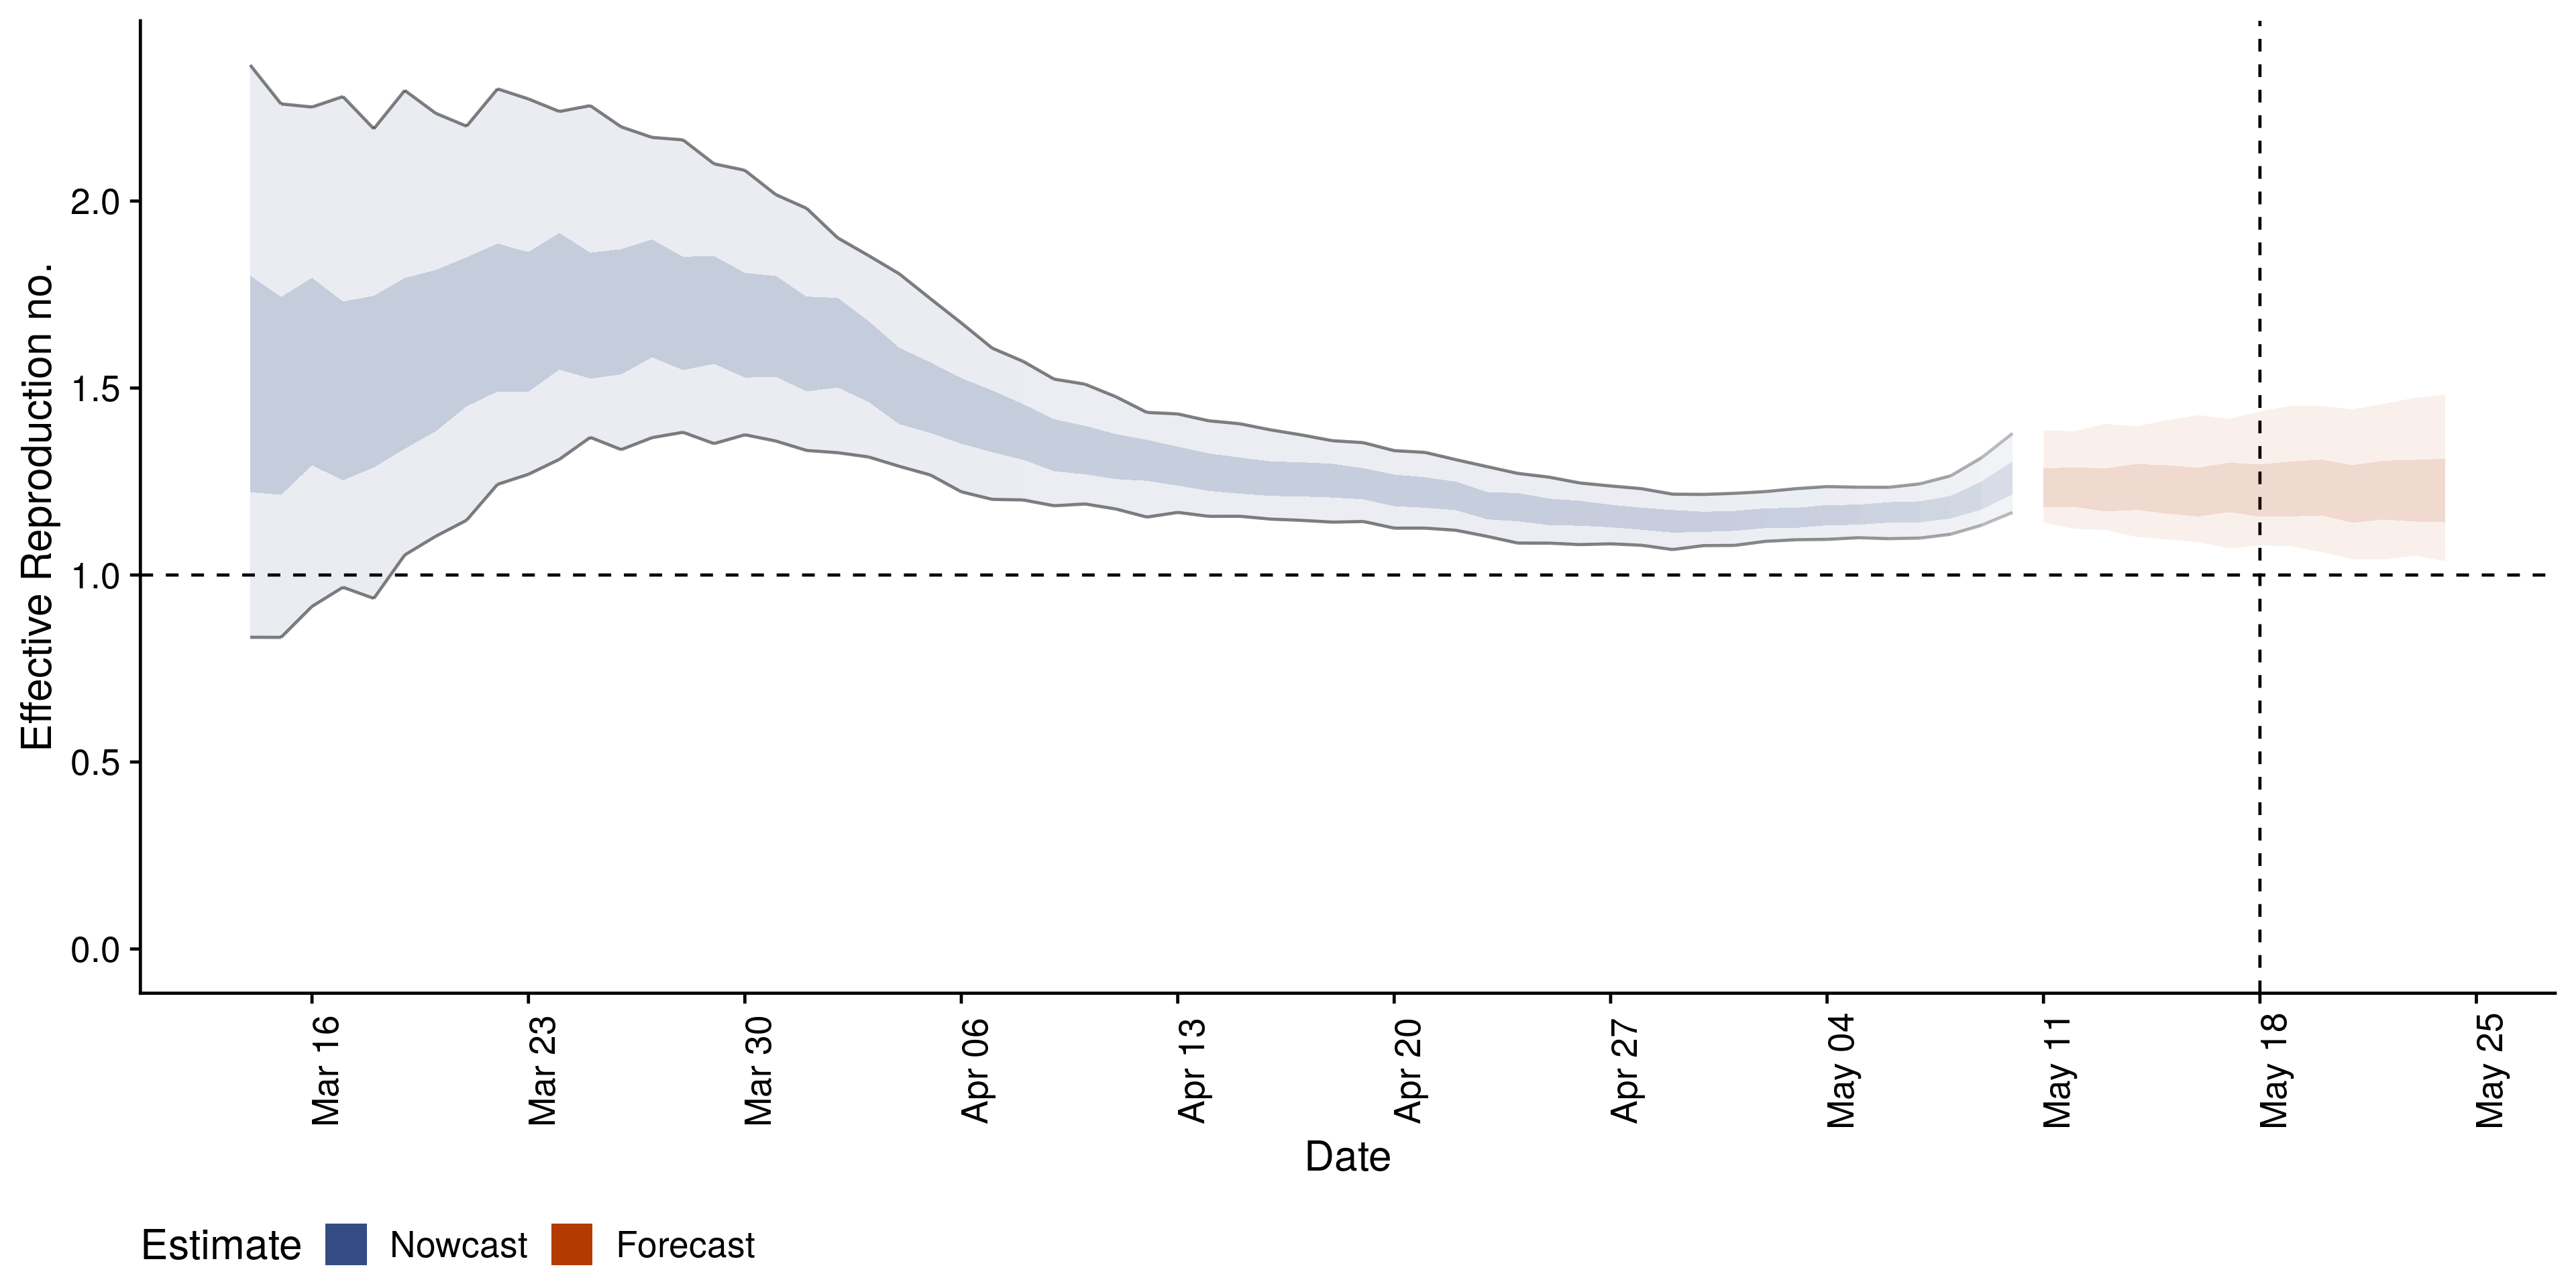 Effective Reproduction no.
2.0
1.5
1.0
0.5
0.0
Mar 16
Mar 23
Mar 30
Apr 06
Apr 13
Apr 20
Apr 27
May 04
May 11
May 18
May 25
Date
Estimate Nowcast Forecast